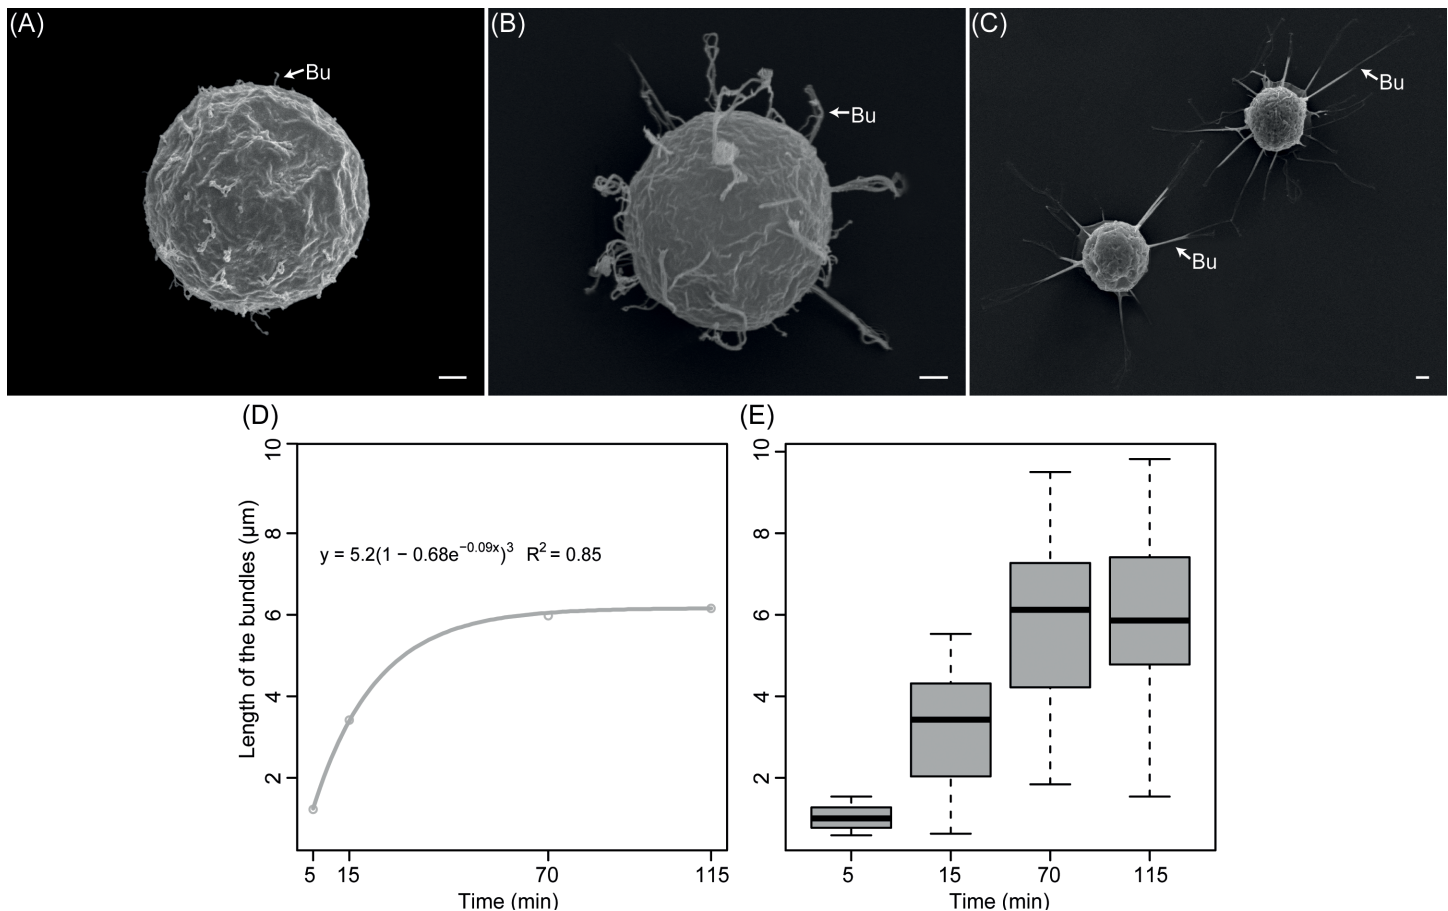 (A)
Bu
(B)
Bu
(C)
Bu
Bu
(D)
Length of the bundles (μm)
10
8
6
4
2
y = 5.2(1 − 0.68e^−0.09x)^3 R^2 = 0.85
5 15 70 115
Time (min)
(E)
10
8
6
4
2
5 15 70 115
Time (min)